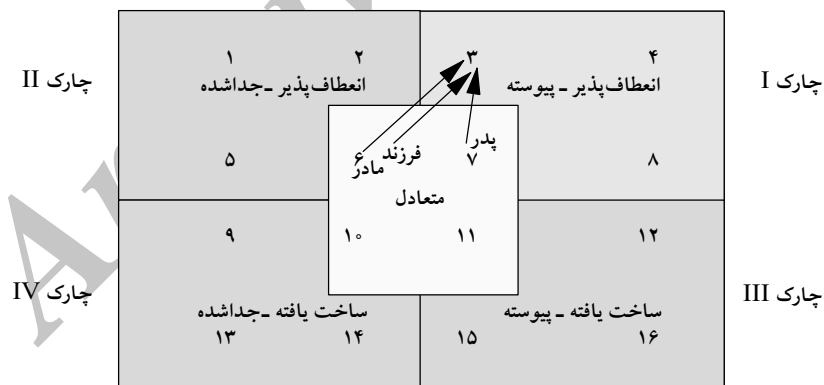 ۱ ۲ ۳ ۴
چارک II انعطاف‌پذیر ـ جداشده انعطاف‌پذیر ـ پیوسته چارک I
پدر
فرزند
مادر
۵ ۶ ۷ ۸
متعادل
۹ ۱۰ ۱۱ ۱۲
چارک IV ساخت یافته ـ جداشده ساخت یافته ـ پیوسته چارک III
۱۳ ۱۴ ۱۵ ۱۶